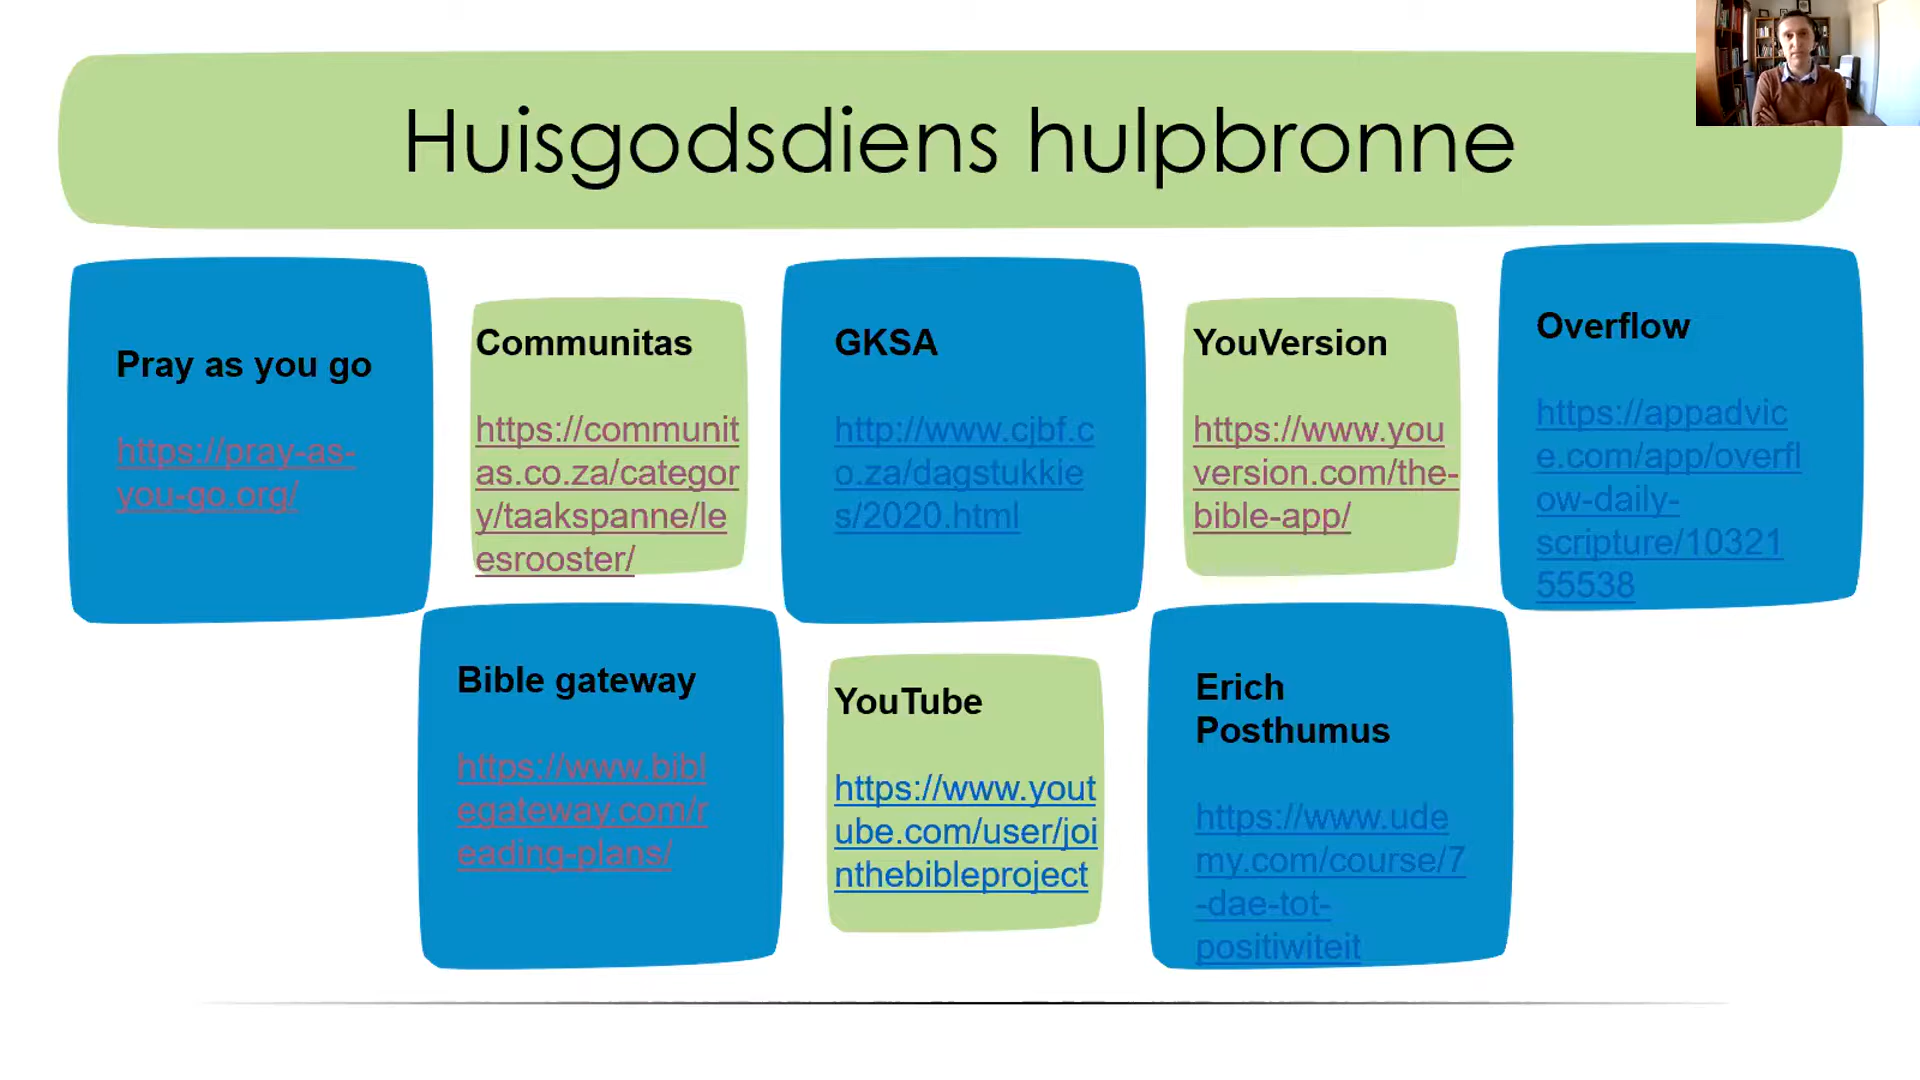 Huisgodsdiens hulpbronne
Pray as you go
https://pray-as-
you-go.org/
Communitas
https://communit
as.co.za/categor
y/taakspanne/le
esrooster/
GKSA
http://www.cjbf.c
o.za/dagstukkie
s/2020.html
YouVersion
https://www.you
version.com/the-
bible-app/
Overflow
https://appadvic
e.com/app/overfl
ow-daily-
scripture/10321
55538
Bible gateway
https://www.bibl
egateway.com/r
eading-plans/
YouTube
https://www.yout
ube.com/user/joi
nthebibleproject
Erich
Posthumus
https://www.ude
my.com/course/7
-dae-tot-
positiwiteit